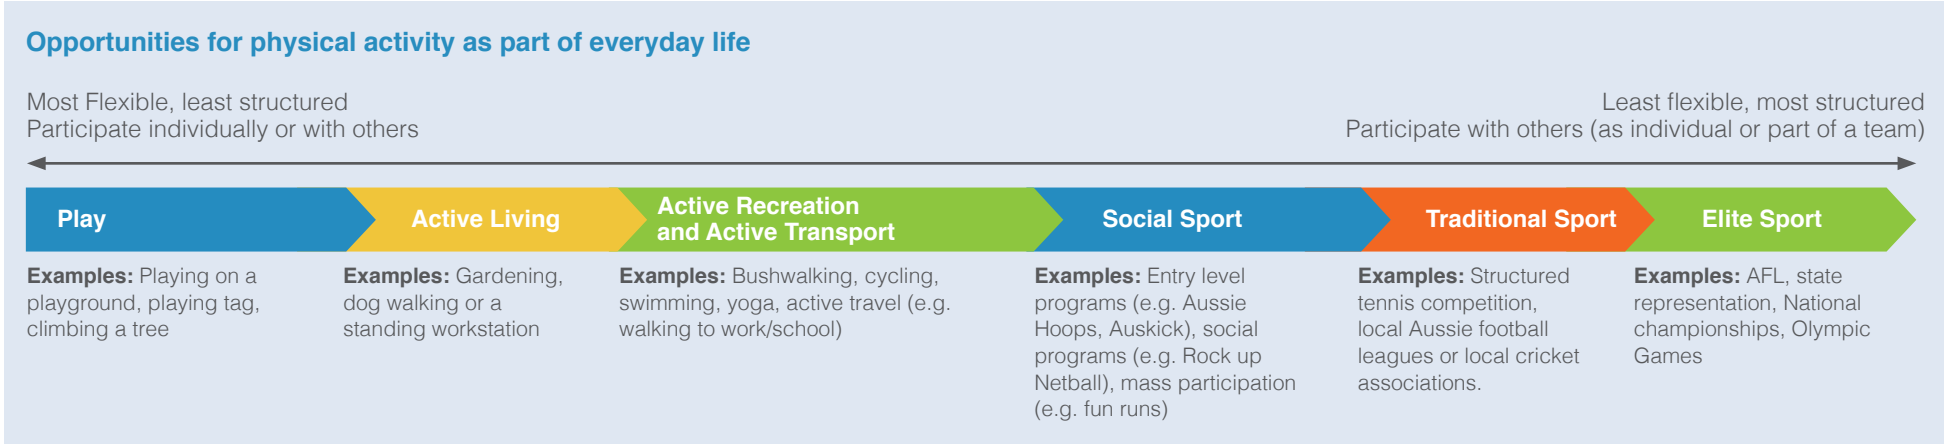 Opportunities for physical activity as part of everyday life
Most Flexible, least structured
Participate individually or with others
Least flexible, most structured
Participate with others (as individual or part of a team)
Play
Active Living
Active Recreation
and Active Transport
Social Sport
Traditional Sport
Elite Sport
Examples: Playing on a
playground, playing tag,
climbing a tree
Examples: Gardening,
dog walking or a
standing workstation
Examples: Bushwalking, cycling,
swimming, yoga, active travel (e.g.
walking to work/school)
Examples: Entry level
programs (e.g. Aussie
Hoops, Auskick), social
programs (e.g. Rock up
Netball), mass participation
(e.g. fun runs)
Examples: Structured
tennis competition,
local Aussie football
leagues or local cricket
associations.
Examples: AFL, state
representation, National
championships, Olympic
Games